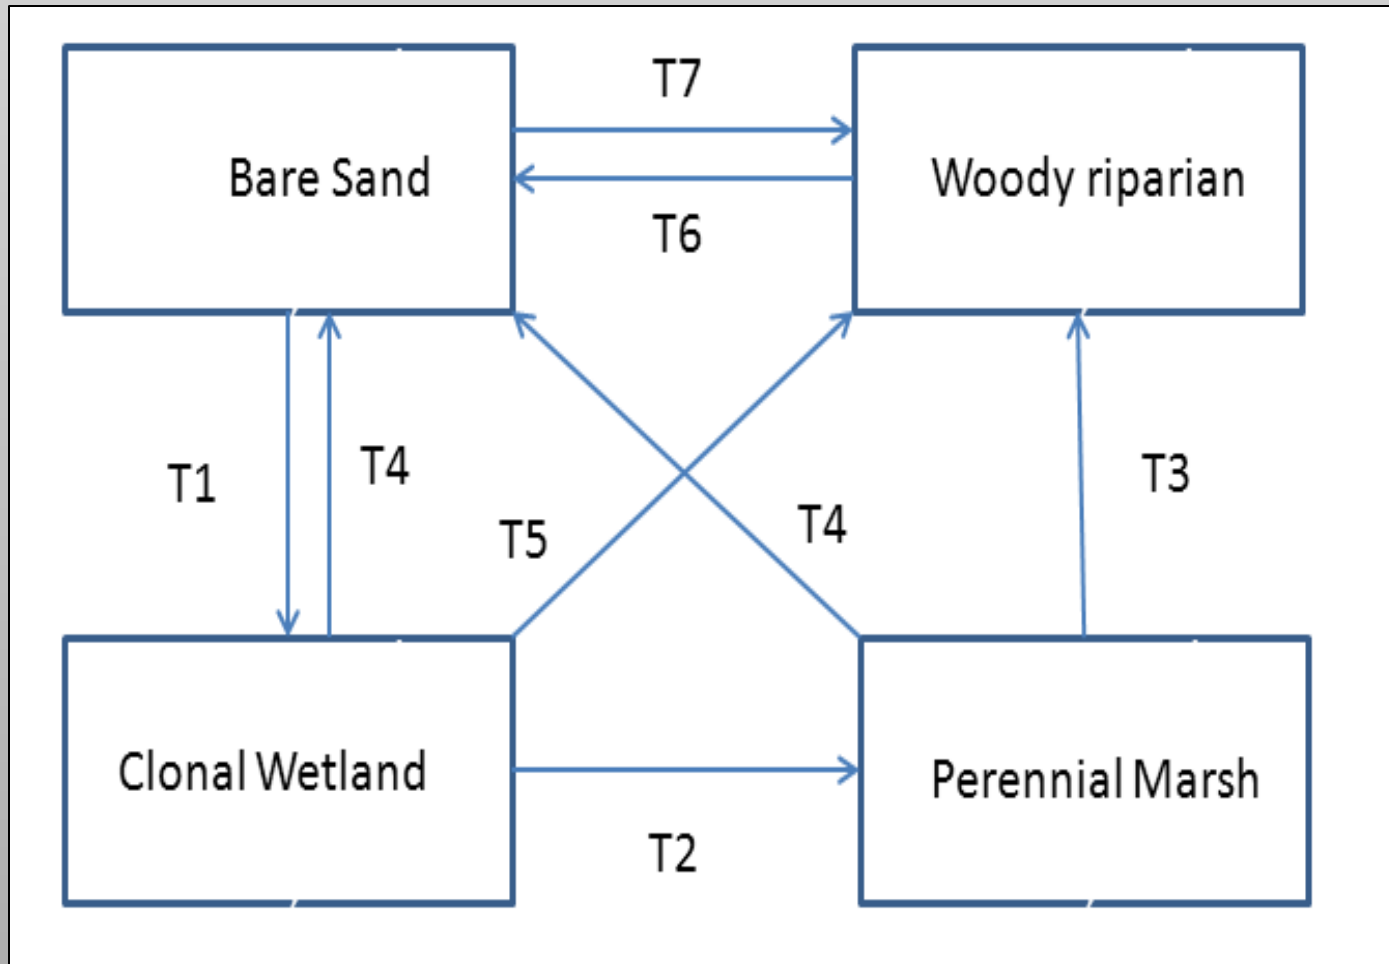 T7
Bare Sand
Woody riparian
T6
T1
T4
T5
T4
T3
Clonal Wetland
Perennial Marsh
T2